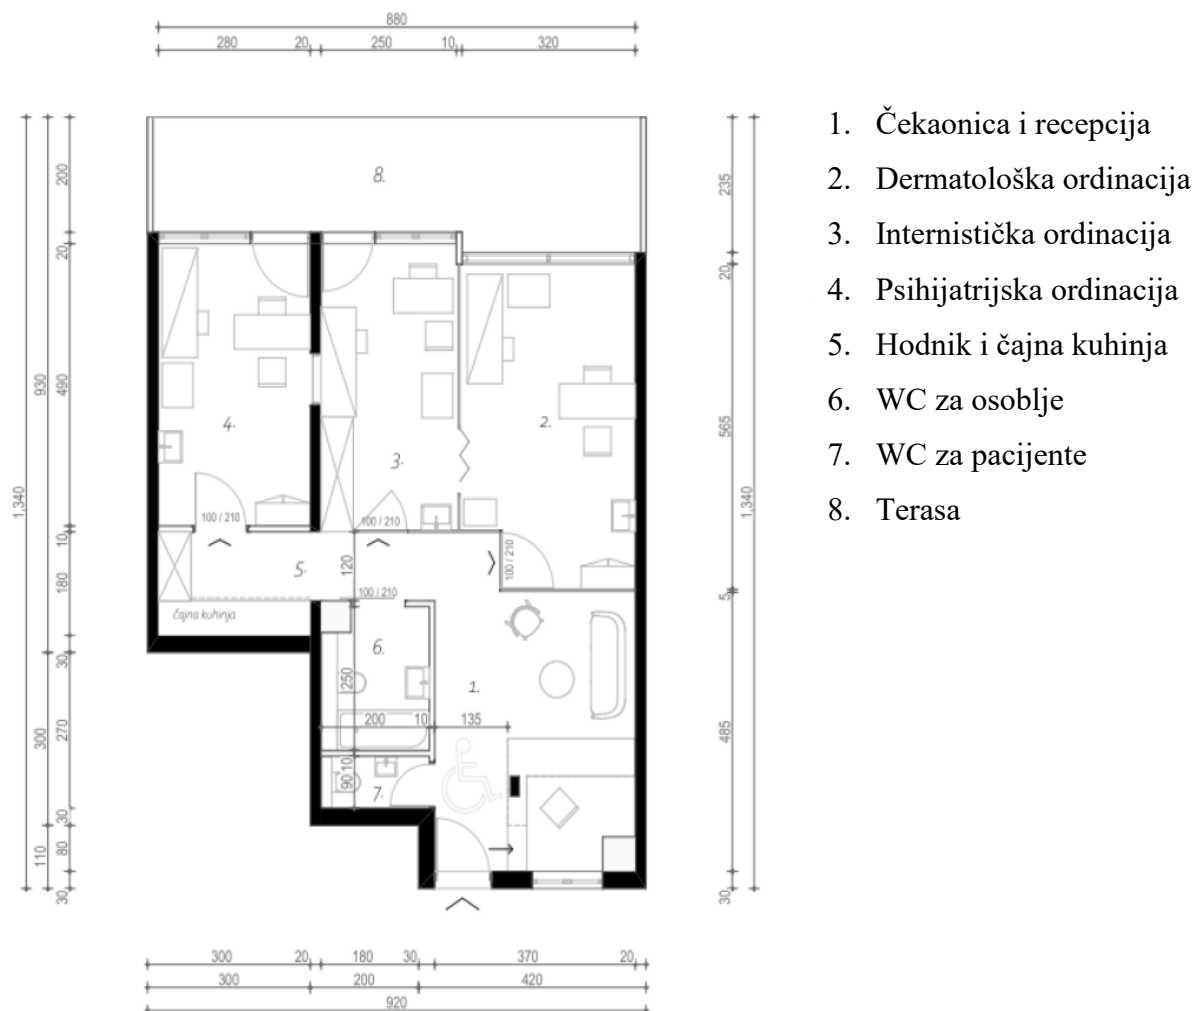 880
280 20 250 10 320
1. Čekaonica i recepcija
2. Dermatološka ordinacija
3. Internistička ordinacija
4. Psihijatrijska ordinacija
5. Hodnik i čajna kuhinja
6. WC za osoblje
7. WC za pacijente
8. Terasa
8.
4.
3.
2.
100 / 210
100 / 210
100 / 210
5.
120
100 / 210
čajna kuhinja
6.
250
1.
200 10 135
10
90
7.
1.340
930
300
110
200
20
490
10
180
30
270
30
80
30
235
20
565
5
485
30
1.340
300 20 180 30 370 20
300 200 420
920